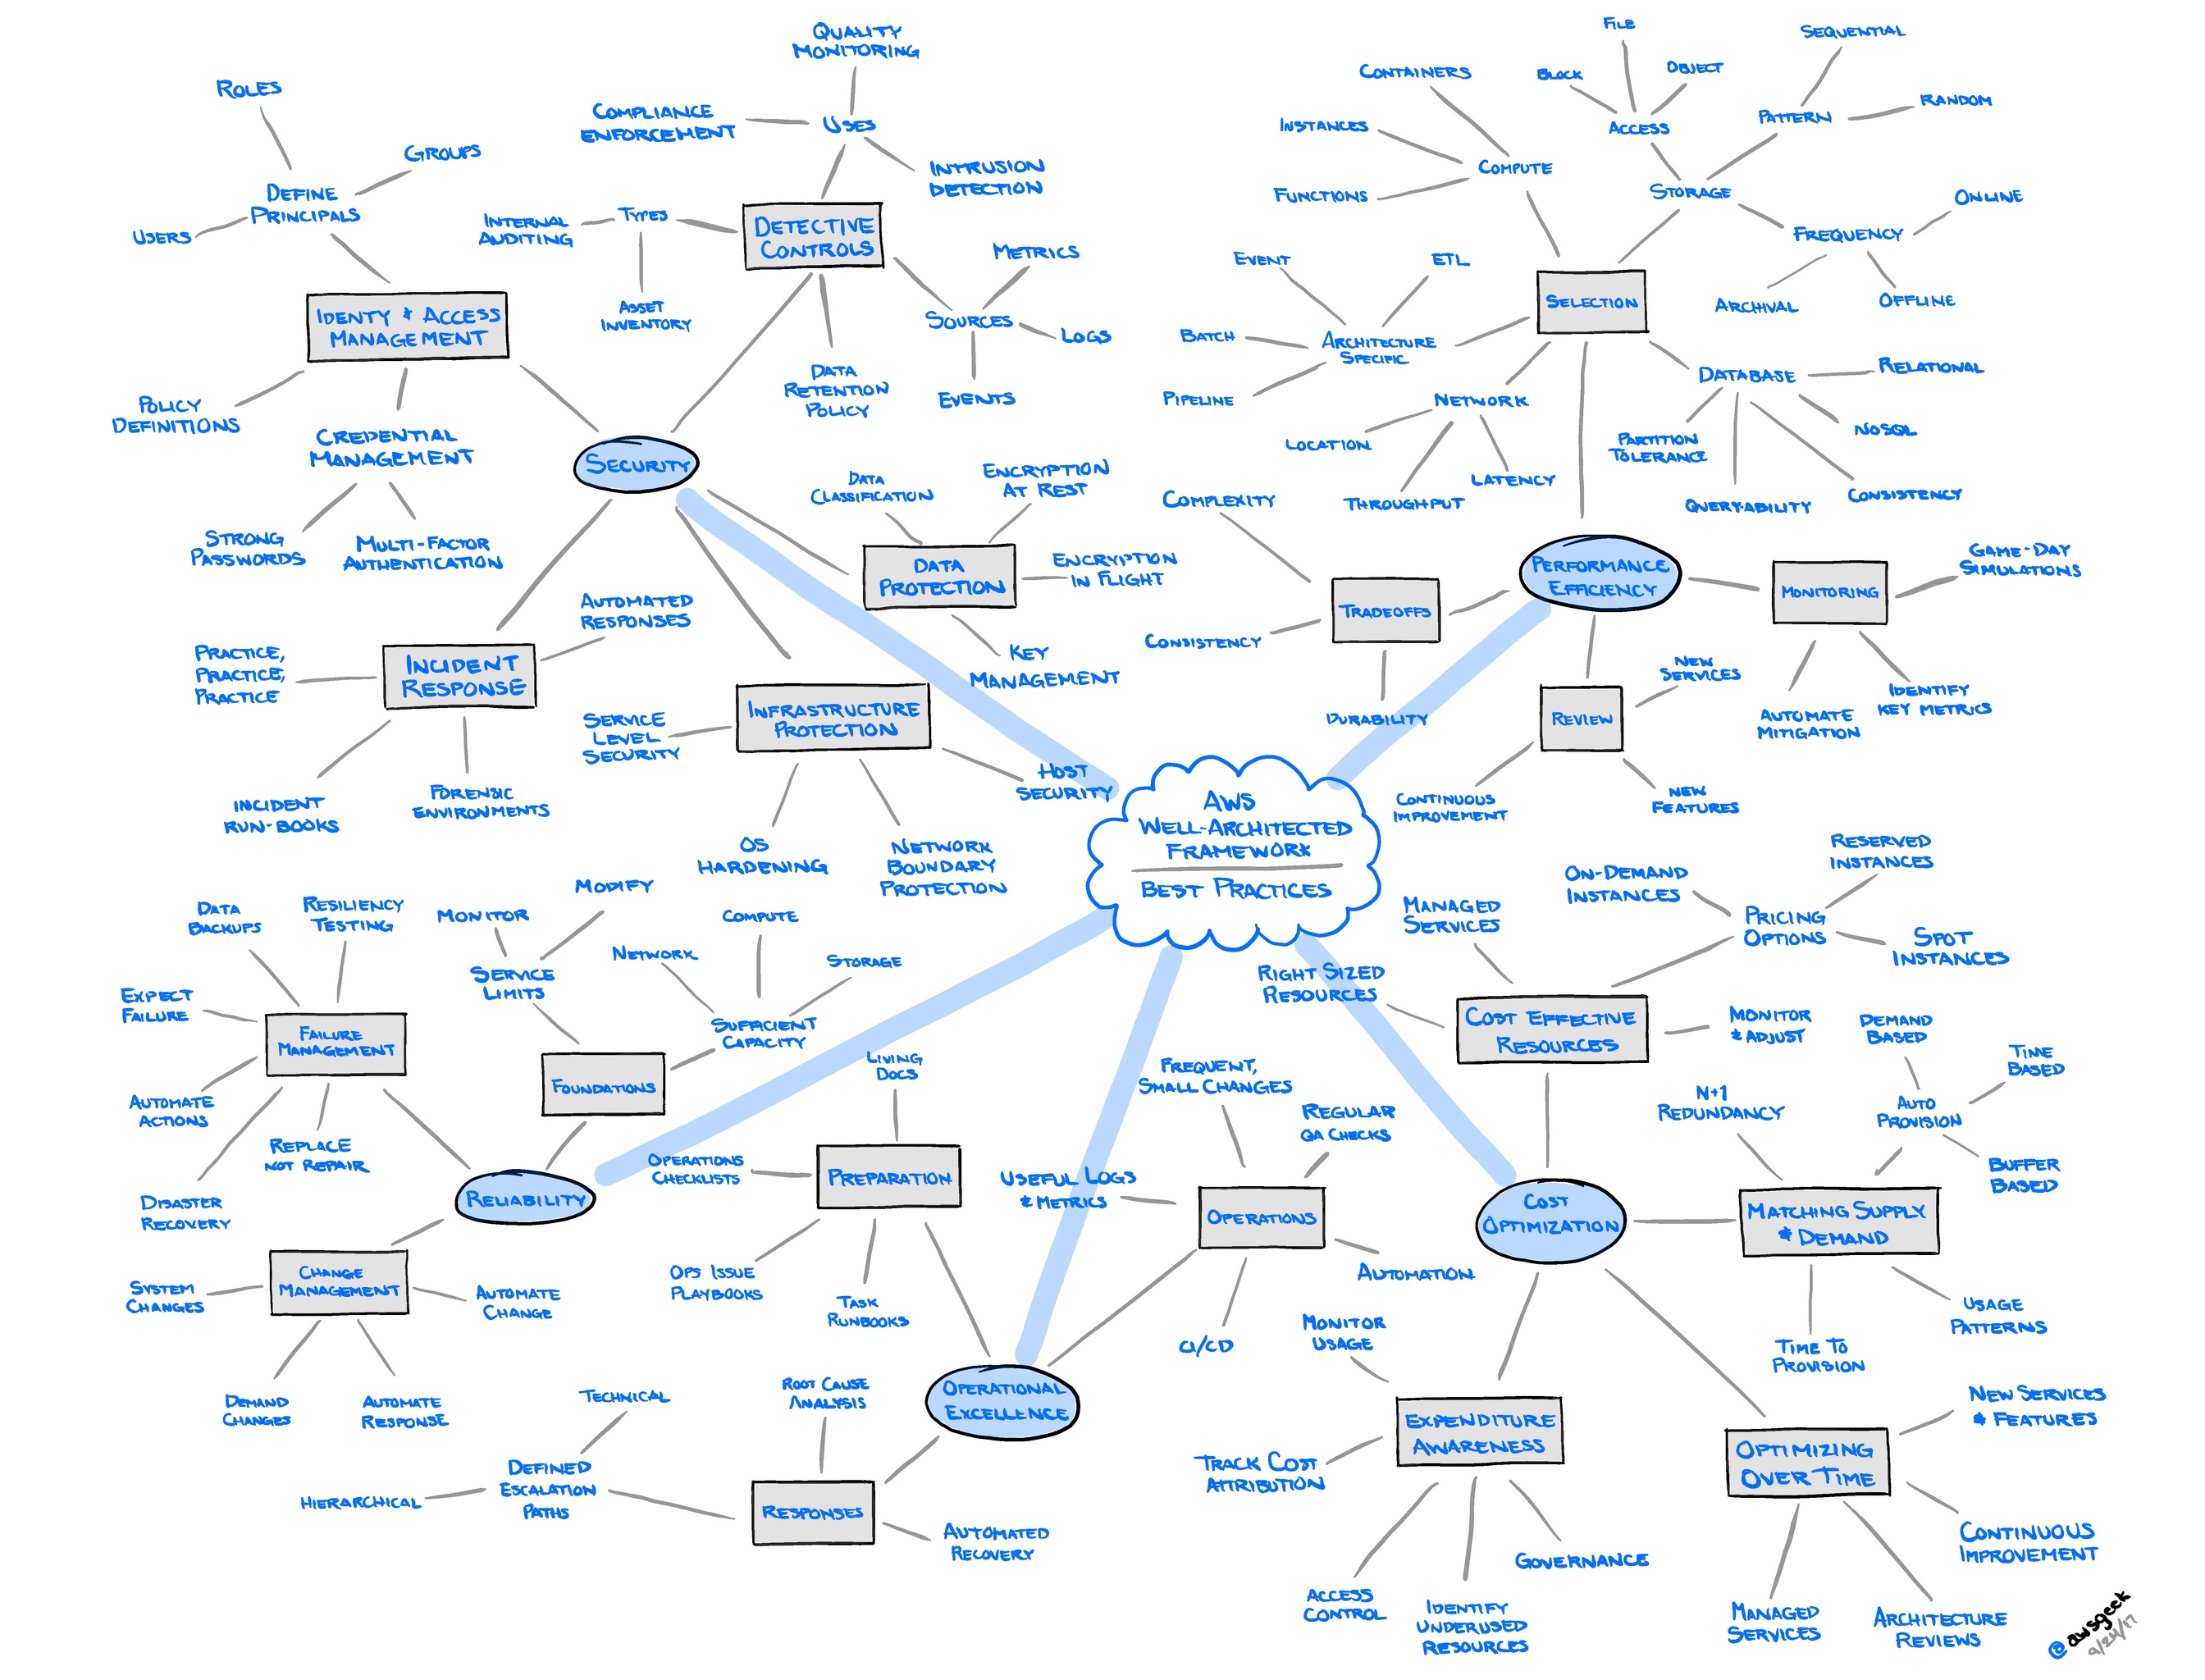 AWS
WELL-ARCHITECTED
FRAMEWORK
BEST PRACTICES
SECURITY
IDENTY & ACCESS
MANAGEMENT
DEFINE
PRINCIPALS
ROLES
GROUPS
USERS
POLICY
DEFINITIONS
CREDENTIAL
MANAGEMENT
STRONG
PASSWORDS
MULTI-FACTOR
AUTHENTICATION
DETECTIVE
CONTROLS
USES
QUALITY
MONITORING
COMPLIANCE
ENFORCEMENT
INTRUSION
DETECTION
TYPES
INTERNAL
AUDITING
ASSET
INVENTORY
DATA
RETENTION
POLICY
SOURCES
METRICS
LOGS
EVENTS
DATA
PROTECTION
DATA
CLASSIFICATION
ENCRYPTION
AT REST
ENCRYPTION
IN FLIGHT
KEY
MANAGEMENT
INCIDENT
RESPONSE
AUTOMATED
RESPONSES
PRACTICE,
PRACTICE,
PRACTICE
INCIDENT
RUN-BOOKS
FORENSIC
ENVIRONMENTS
INFRASTRUCTURE
PROTECTION
SERVICE
LEVEL
SECURITY
HOST
SECURITY
OS
HARDENING
NETWORK
BOUNDARY
PROTECTION
PERFORMANCE
EFFICIENCY
SELECTION
COMPUTE
CONTAINERS
INSTANCES
FUNCTIONS
STORAGE
ACCESS
BLOCK
FILE
OBJECT
PATTERN
SEQUENTIAL
RANDOM
FREQUENCY
ONLINE
OFFLINE
ARCHIVAL
ARCHITECTURE
SPECIFIC
EVENT
ETL
BATCH
PIPELINE
NETWORK
LOCATION
THROUGHPUT
LATENCY
DATABASE
RELATIONAL
NOSQL
CONSISTENCY
QUERY-ABILITY
PARTITION
TOLERANCE
TRADEOFFS
COMPLEXITY
CONSISTENCY
DURABILITY
MONITORING
GAME-DAY
SIMULATIONS
IDENTIFY
KEY METRICS
AUTOMATE
MITIGATION
REVIEW
NEW
SERVICES
NEW
FEATURES
CONTINUOUS
IMPROVEMENT
RELIABILITY
FAILURE
MANAGEMENT
DATA
BACKUPS
RESILIENCY
TESTING
EXPECT
FAILURE
AUTOMATE
ACTIONS
REPLACE
NOT REPAIR
DISASTER
RECOVERY
FOUNDATIONS
SERVICE
LIMITS
MONITOR
MODIFY
SUFFICIENT
CAPACITY
NETWORK
COMPUTE
STORAGE
CHANGE
MANAGEMENT
SYSTEM
CHANGES
AUTOMATE
CHANGE
DEMAND
CHANGES
AUTOMATE
RESPONSE
OPERATIONAL
EXCELLENCE
PREPARATION
LIVING
DOCS
OPERATIONS
CHECKLISTS
OPS ISSUE
PLAYBOOKS
TASK
RUNBOOKS
OPERATIONS
FREQUENT,
SMALL CHANGES
REGULAR
QA CHECKS
USEFUL LOGS
& METRICS
AUTOMATION
CI/CD
RESPONSES
ROOT CAUSE
ANALYSIS
DEFINED
ESCALATION
PATHS
TECHNICAL
HIERARCHICAL
AUTOMATED
RECOVERY
COST
OPTIMIZATION
COST EFFECTIVE
RESOURCES
MANAGED
SERVICES
RIGHT SIZED
RESOURCES
PRICING
OPTIONS
ON-DEMAND
INSTANCES
RESERVED
INSTANCES
SPOT
INSTANCES
MONITOR
& ADJUST
MATCHING SUPPLY
& DEMAND
N+1
REDUNDANCY
AUTO
PROVISION
DEMAND
BASED
TIME
BASED
BUFFER
BASED
TIME TO
PROVISION
USAGE
PATTERNS
EXPENDITURE
AWARENESS
MONITOR
USAGE
TRACK COST
ATTRIBUTION
ACCESS
CONTROL
IDENTIFY
UNDERUSED
RESOURCES
GOVERNANCE
OPTIMIZING
OVER TIME
NEW SERVICES
& FEATURES
CONTINUOUS
IMPROVEMENT
ARCHITECTURE
REVIEWS
MANAGED
SERVICES
@awsgeek